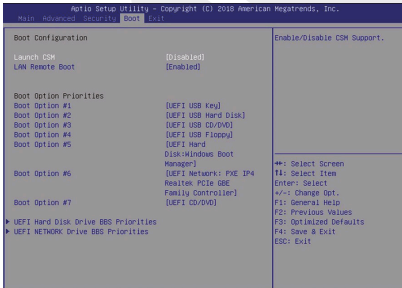 Aptio Setup Utility - Copyright (C) 2018 American Megatrends, Inc.
Main Advanced Security Boot Exit
Boot Configuration
Launch CSM [Disabled]
LAN Remote Boot [Enabled]
Boot Option Priorities
Boot Option #1 [UEFI USB Key]
Boot Option #2 [UEFI USB Hard Disk]
Boot Option #3 [UEFI USB CD/DVD]
Boot Option #4 [UEFI USB Floppy]
Boot Option #5 [UEFI Hard
Disk:Windows Boot
Manager]
Boot Option #6 [UEFI Network: PXE IP4
Realtek PCIe GBE
Family Controller]
Boot Option #7 [UEFI CD/DVD]
UEFI Hard Disk Drive BBS Priorities
UEFI NETWORK Drive BBS Priorities
Enable/Disable CSM Support.
→←: Select Screen
↑↓: Select Item
Enter: Select
+/-: Change Opt.
F1: General Help
F2: Previous Values
F3: Optimized Defaults
F4: Save & Exit
ESC: Exit